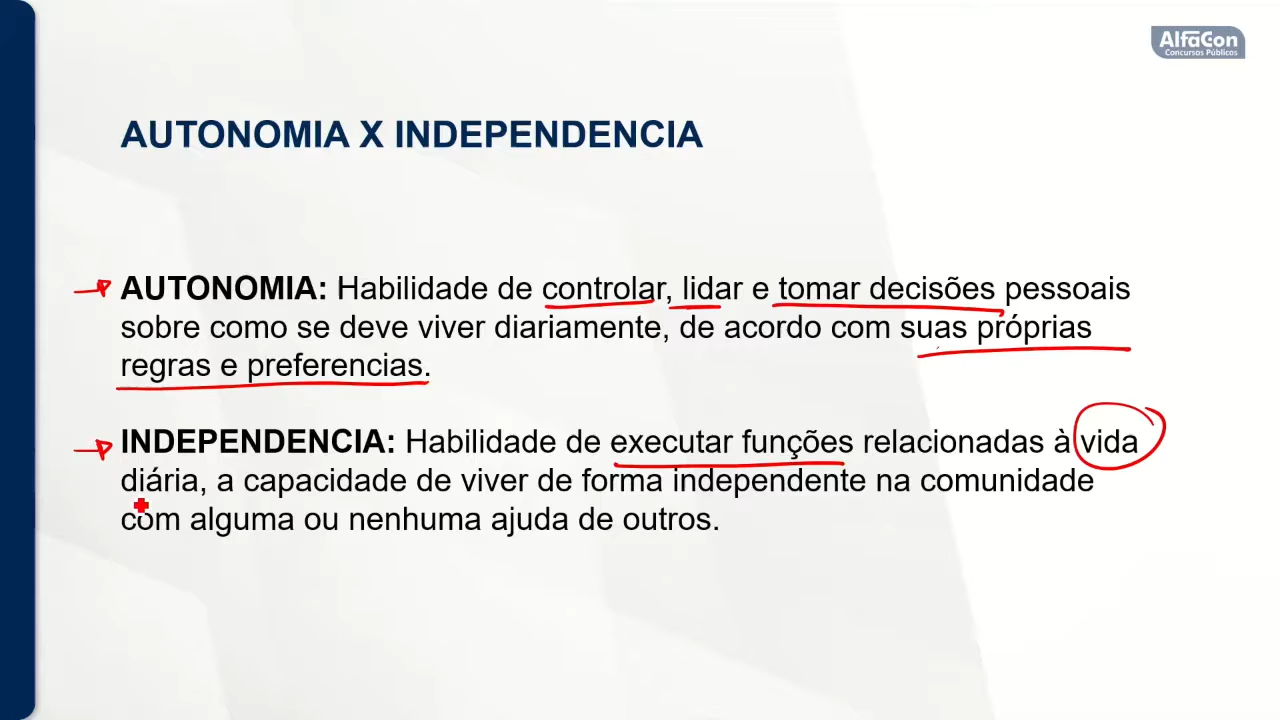 AlfaCon
Concursos Públicos
AUTONOMIA X INDEPENDENCIA
AUTONOMIA: Habilidade de controlar, lidar e tomar decisões pessoais
sobre como se deve viver diariamente, de acordo com suas próprias
regras e preferencias.
INDEPENDENCIA: Habilidade de executar funções relacionadas à vida
diária, a capacidade de viver de forma independente na comunidade
com alguma ou nenhuma ajuda de outros.